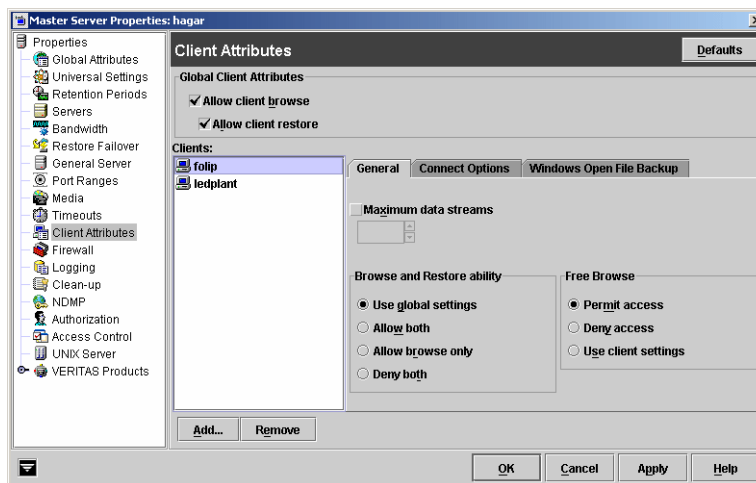 Master Server Properties: hagar
Properties
Global Attributes
Universal Settings
Retention Periods
Servers
Bandwidth
Restore Failover
General Server
Port Ranges
Media
Timeouts
Client Attributes
Firewall
Logging
Clean-up
NDMP
Authorization
Access Control
UNIX Server
VERITAS Products
Client Attributes
Defaults
Global Client Attributes
Allow client browse
Allow client restore
Clients:
folip
ledplant
General Connect Options Windows Open File Backup
Maximum data streams
Browse and Restore ability
Use global settings
Allow both
Allow browse only
Deny both
Free Browse
Permit access
Deny access
Use client settings
Add... Remove
OK Cancel Apply Help